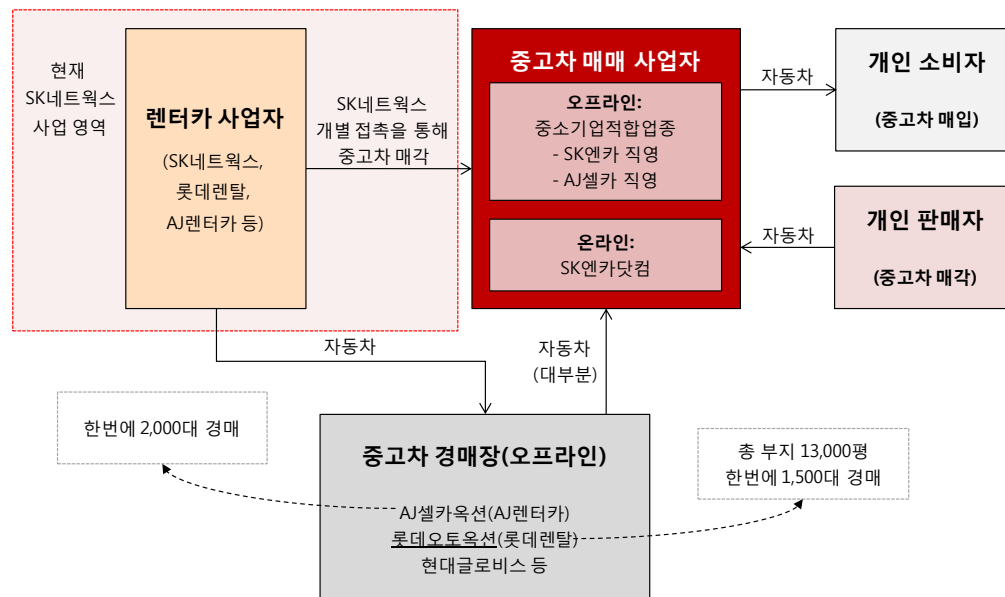 현재
SK네트웍스
사업 영역
렌터카 사업자
(SK네트웍스,
롯데렌탈,
AJ렌터카 등)
SK네트웍스
개별 접촉을 통해
중고차 매각
중고차 매매 사업자
오프라인:
중소기업적합업종
- SK엔카 직영
- AJ셀카 직영
온라인:
SK엔카닷컴
자동차
개인 소비자
(중고차 매입)
자동차
개인 판매자
(중고차 매각)
자동차
자동차
(대부분)
한번에 2,000대 경매
중고차 경매장(오프라인)
AJ셀카옥션(AJ렌터카)
롯데오토옥션(롯데렌탈)
현대글로비스 등
총 부지 13,000평
한번에 1,500대 경매